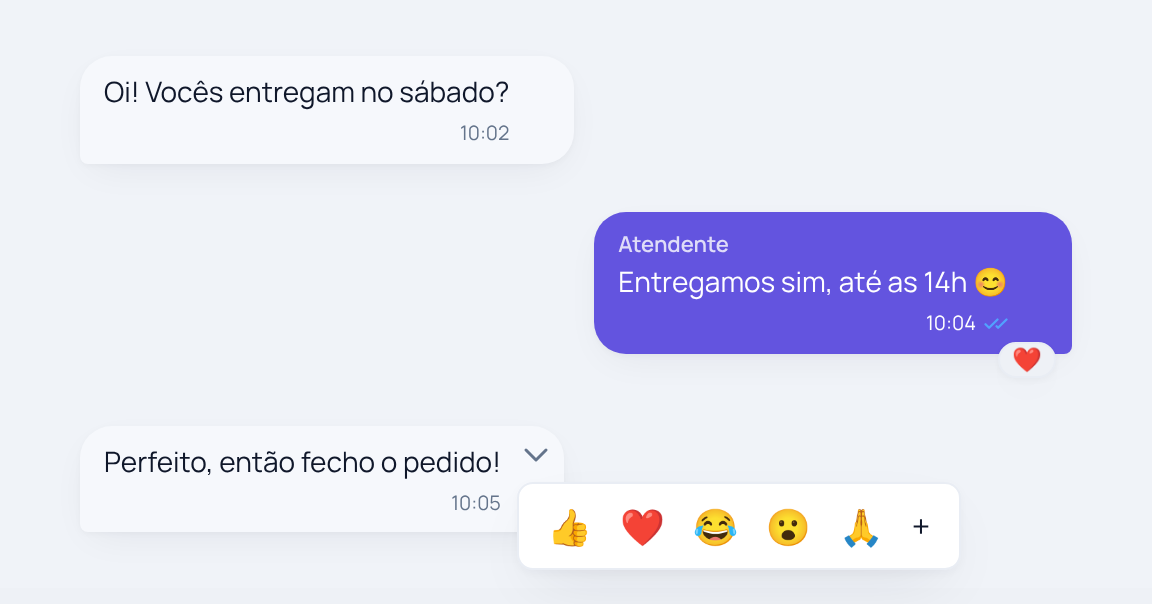 Oi! Vocês entregam no sábado?
10:02
Atendente
Entregamos sim, até as 14h 😊
10:04
❤️
Perfeito, então fecho o pedido!
10:05
👍 ❤️ 😂 😮 🙏 +